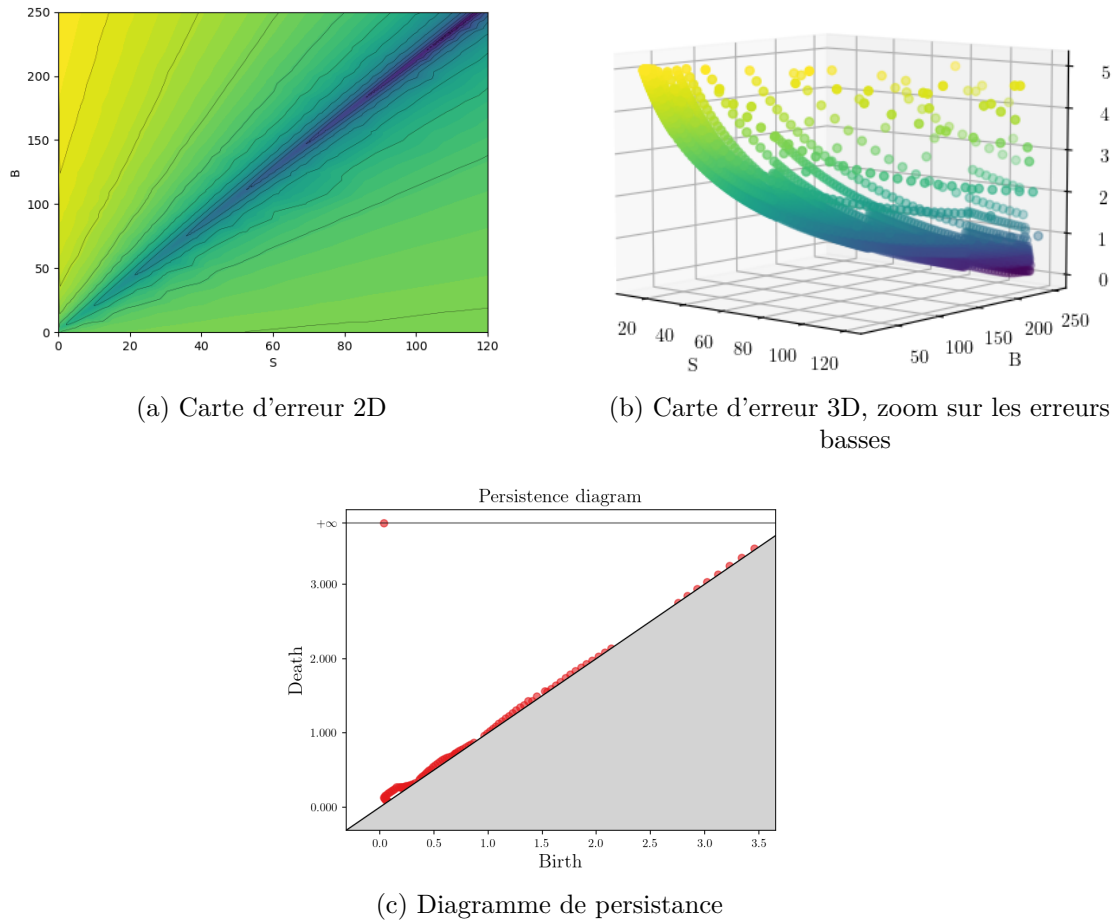 250
200
150
100
50
0
B
0 20 40 60 80 100 120
S
5
4
3
2
1
0
20 40 60 80 100 120
S
50 100 150 200 250
B
(a) Carte d'erreur 2D
(b) Carte d'erreur 3D, zoom sur les erreurs
basses
Persistence diagram
+∞
3.000
2.000
1.000
0.000
Death
0.0 0.5 1.0 1.5 2.0 2.5 3.0 3.5
Birth
(c) Diagramme de persistance